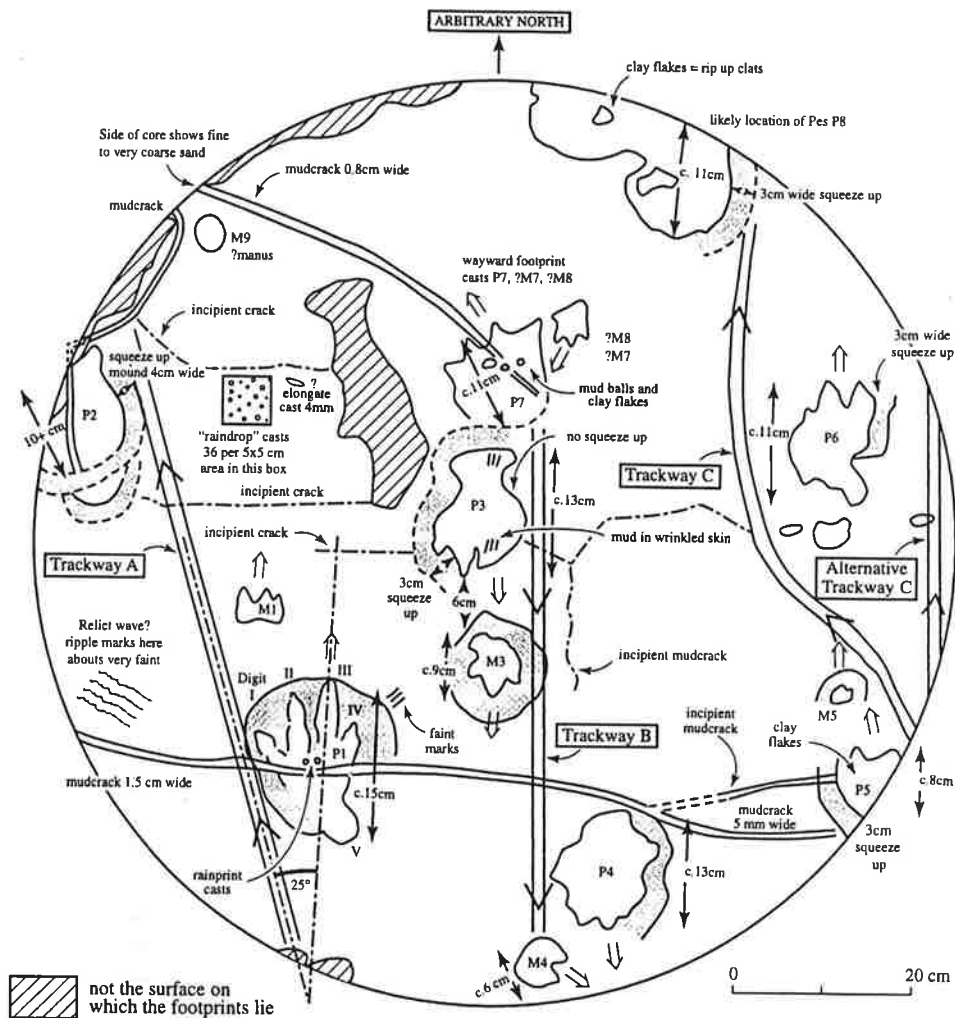 ARBITRARY NORTH
clay flakes = rip up clats
likely location of Pes P8
Side of core shows fine
to very coarse sand
mudcrack 0.8cm wide
c. 11cm
3cm wide squeeze up
mudcrack
M9
?manus
wayward footprint
casts P7, ?M7, ?M8
incipient crack
?M8
?M7
3cm wide
squeeze up
squeeze up
mound 4cm wide
?
elongate
cast 4mm
c.11cm
P7
mud balls and
clay flakes
P2
10+ cm
"raindrop" casts
36 per 5x5 cm
area in this box
no squeeze up
c.11cm
P6
Trackway C
P3
c.13cm
incipient crack
incipient crack
mud in wrinkled skin
Trackway A
Alternative
Trackway C
3cm
squeeze
up
6cm
M1
Relict wave?
ripple marks here
abouts very faint
M3
c.9cm
incipient mudcrack
Digit
I
II
III
IV
M5
faint
marks
P1
Trackway B
incipient
mudcrack
clay
flakes
P5
c.8cm
mudcrack 1.5 cm wide
c.15cm
mudcrack
5 mm wide
3cm
squeeze
up
V
rainprint
casts
25°
P4
c.13cm
M4
c.6 cm
not the surface on
which the footprints lie
0
20 cm